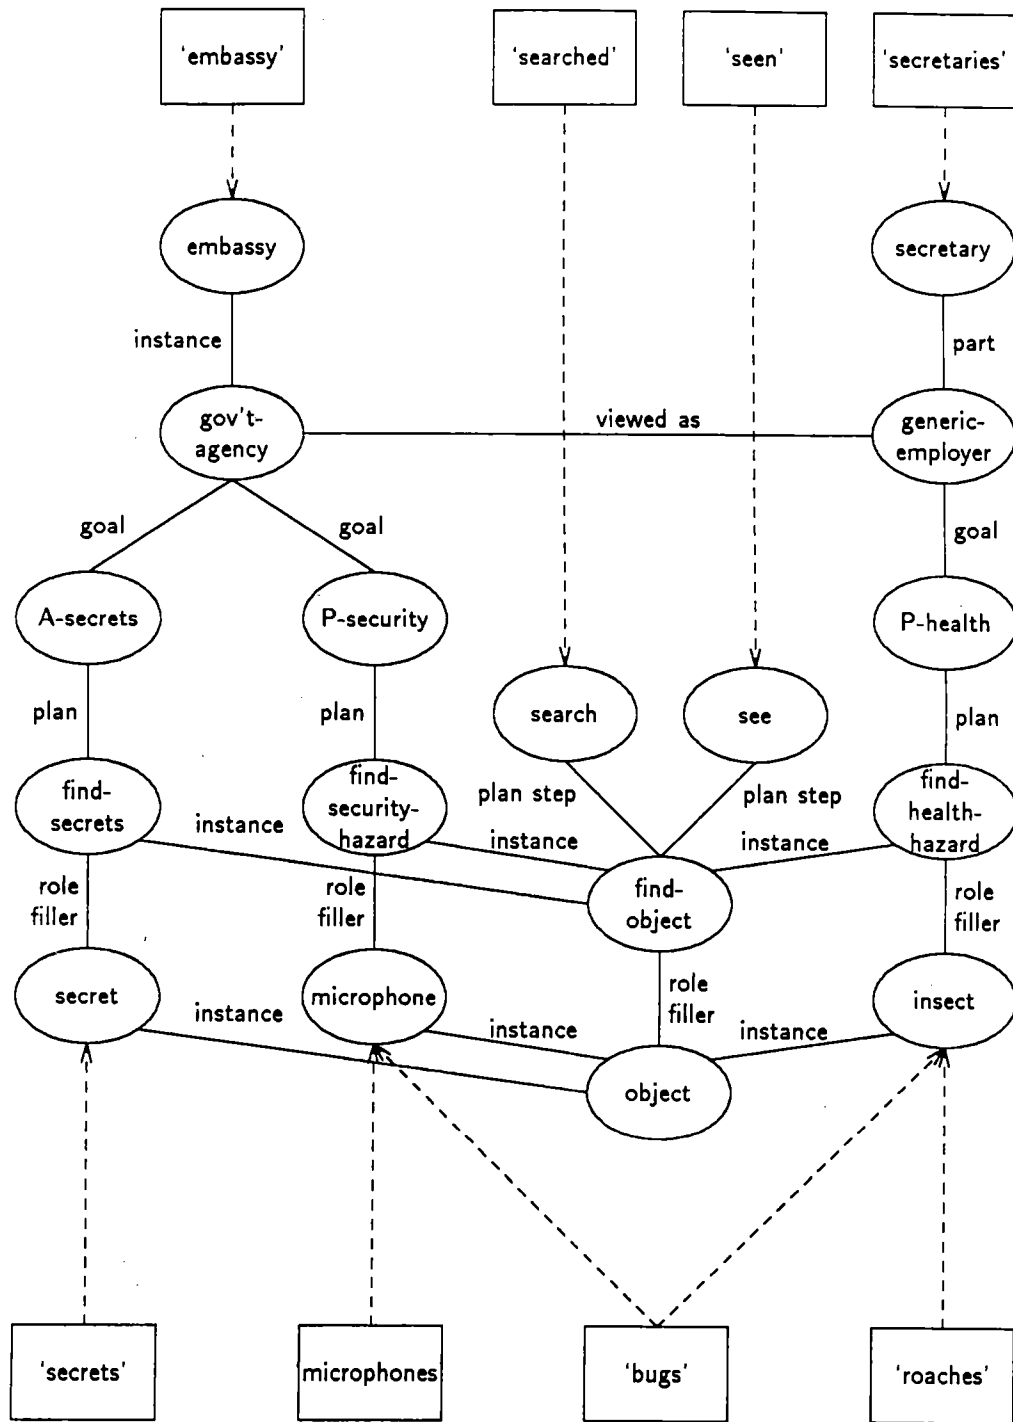 ‘embassy’
‘searched’
‘seen’
‘secretaries’
embassy
secretary
instance
part
gov't-
agency
viewed as
generic-
employer
goal
goal
goal
A-secrets
P-security
P-health
plan
plan
search
see
plan
find-
secrets
find-
security-
hazard
plan step
plan step
find-
health-
hazard
instance
instance
instance
role
filler
role
filler
find-
object
role
filler
secret
microphone
role
filler
insect
instance
instance
instance
object
‘secrets’
microphones
‘bugs’
‘roaches’